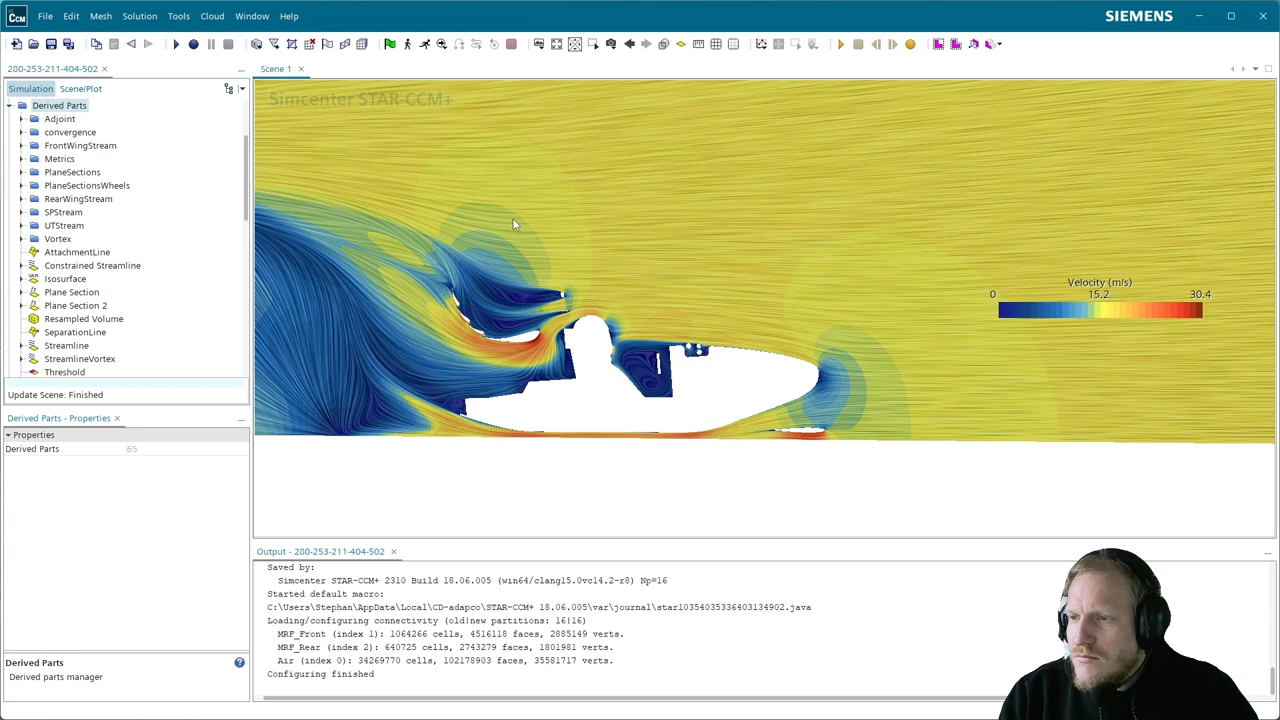 CCM
File Edit Mesh Solution Tools Cloud Window Help
SIEMENS
280-253-211-404-502
Scene 1
Simulation Scene/Plot
Simcenter STAR-CCM+
Derived Parts
Adjoint
convergence
FrontWingStream
Metrics
PlaneSections
PlaneSectionsWheels
RearWingStream
SPStream
UTStream
Vortex
AttachmentLine
Constrained Streamline
Isosurface
Plane Section
Plane Section 2
Resampled Volume
SeparationLine
Streamline
StreamlineVortex
Threshold
Velocity (m/s)
0 15.2 30.4
Update Scene: Finished
Derived Parts - Properties
Properties
Derived Parts 65
Derived Parts
Derived parts manager
Output - 280-253-211-404-502
Saved by:
Simcenter STAR-CCM+ 2310 Build 18.06.005 (win64/clang15.0vc14.2-r8) Np=16
Started default macro:
C:\Users\Stephan\AppData\Local\CD-adapco\STAR-CCM+ 18.06.005\var\journal\star10354035336403134902.java
Loading/configuring connectivity (old|new partitions: 16|16)
MRF_Front (index 1): 1064266 cells, 4516118 faces, 2885149 verts.
MRF_Rear (index 2): 640725 cells, 2743279 faces, 1801981 verts.
Air (index 0): 34269770 cells, 102178903 faces, 35581717 verts.
Configuring finished